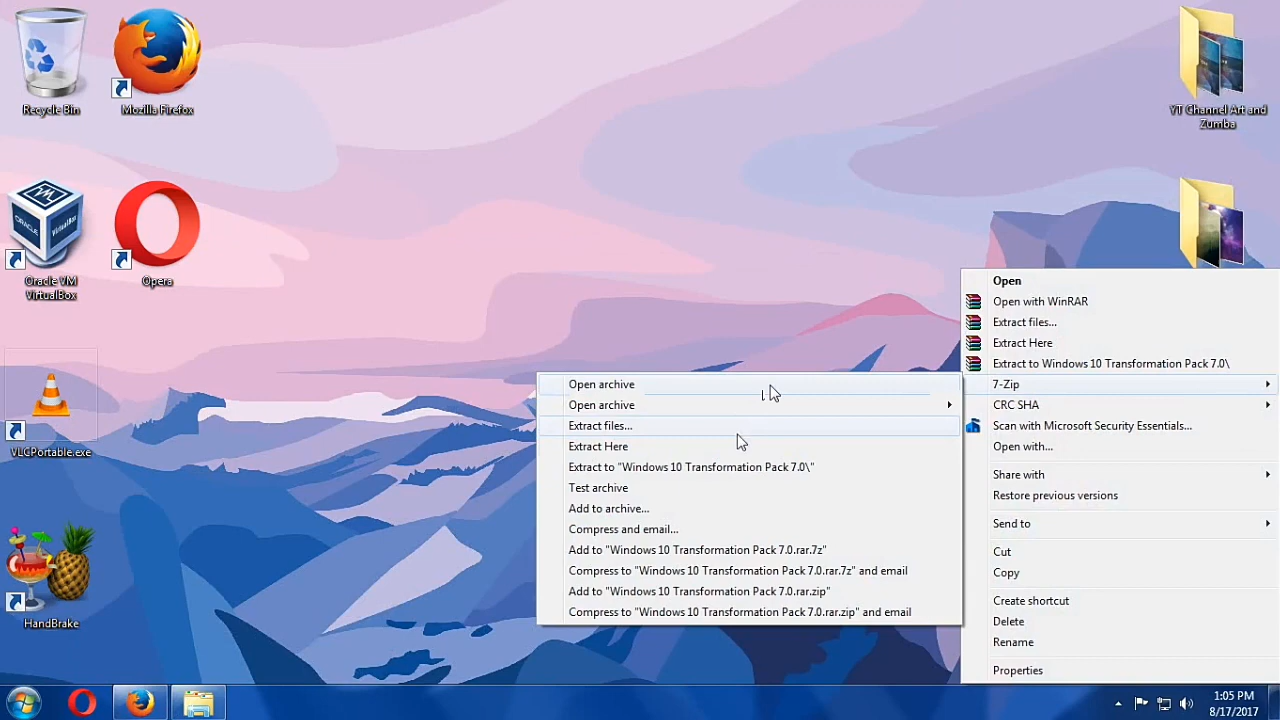 Recycle Bin
Mozilla Firefox
YT Channel Art and
Zumba
Oracle VM
VirtualBox
Opera
VLCPortable.exe
HandBrake
Open
Open with WinRAR
Extract files...
Extract Here
Extract to Windows 10 Transformation Pack 7.0\
7-Zip
CRC SHA
Scan with Microsoft Security Essentials...
Open with...
Share with
Restore previous versions
Send to
Cut
Copy
Create shortcut
Delete
Rename
Properties
Open archive
Open archive
Extract files...
Extract Here
Extract to "Windows 10 Transformation Pack 7.0\"
Test archive
Add to archive...
Compress and email...
Add to "Windows 10 Transformation Pack 7.0.rar.7z"
Compress to "Windows 10 Transformation Pack 7.0.rar.7z" and email
Add to "Windows 10 Transformation Pack 7.0.rar.zip"
Compress to "Windows 10 Transformation Pack 7.0.rar.zip" and email
1:05 PM
8/17/2017